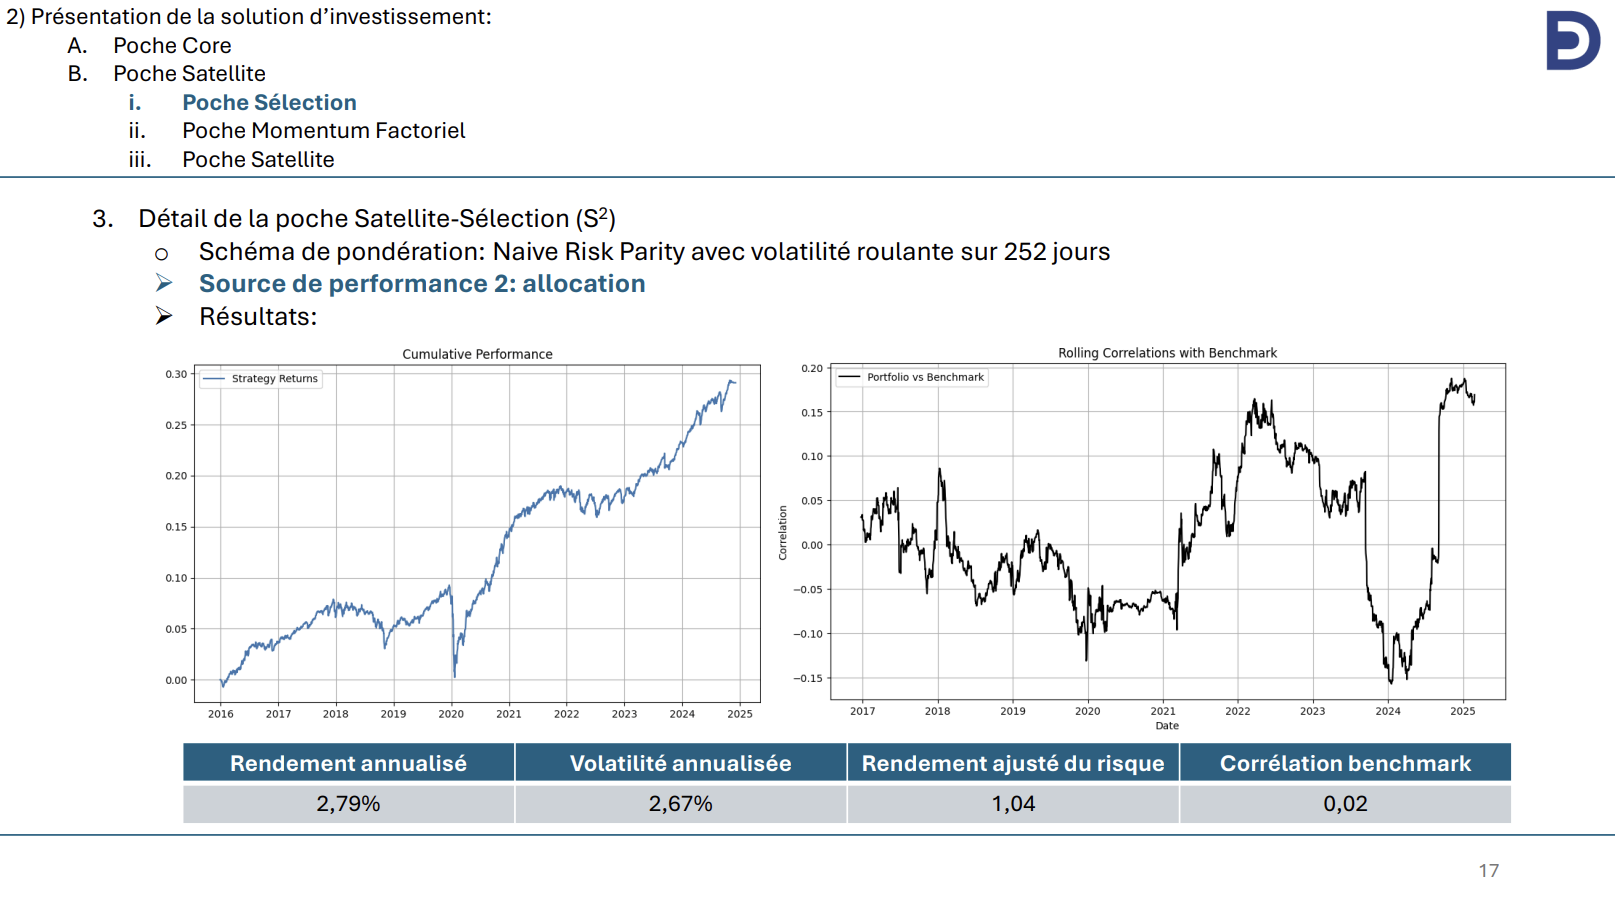 2) Présentation de la solution d’investissement:
A. Poche Core
B. Poche Satellite
i. Poche Sélection
ii. Poche Momentum Factoriel
iii. Poche Satellite
3. Détail de la poche Satellite-Sélection (S²)
o Schéma de pondération: Naive Risk Parity avec volatilité roulante sur 252 jours
➢ Source de performance 2: allocation
➢ Résultats:
Cumulative Performance
Strategy Returns
0.30
0.25
0.20
0.15
0.10
0.05
0.00
2016 2017 2018 2019 2020 2021 2022 2023 2024 2025
Rolling Correlations with Benchmark
Portfolio vs Benchmark
Correlation
0.20
0.15
0.10
0.05
0.00
−0.05
−0.10
−0.15
2017 2018 2019 2020 2021 2022 2023 2024 2025
Date
Rendement annualisé Volatilité annualisée Rendement ajusté du risque Corrélation benchmark
2,79% 2,67% 1,04 0,02
17